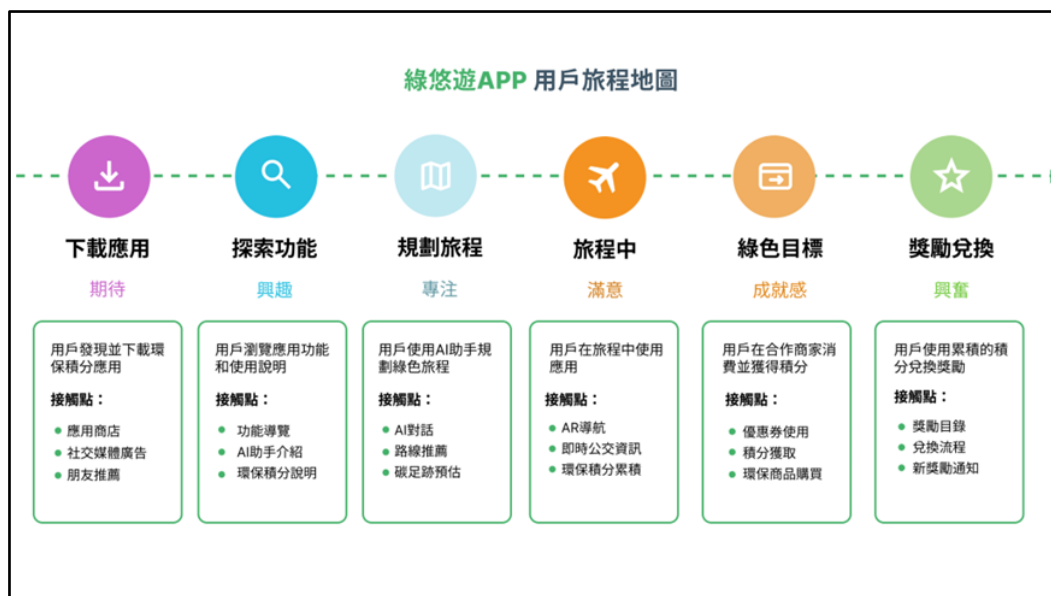 綠悠遊APP 用戶旅程地圖
下載應用
期待
用戶發現並下載環
保積分應用
接觸點：
應用商店
社交媒體廣告
朋友推薦
探索功能
興趣
用戶瀏覽應用功能
和使用說明
接觸點：
功能導覽
AI助手介紹
環保積分說明
規劃旅程
專注
用戶使用AI助手規
劃綠色旅程
接觸點：
AI對話
路線推薦
碳足跡預估
旅程中
滿意
用戶在旅程中使用
應用
接觸點：
AR導航
即時公交資訊
環保積分累積
綠色目標
成就感
用戶在合作商家消
費並獲得積分
接觸點：
優惠券使用
積分獲取
環保商品購買
獎勵兌換
興奮
用戶使用累積的積
分兌換獎勵
接觸點：
獎勵目錄
兌換流程
新獎勵通知